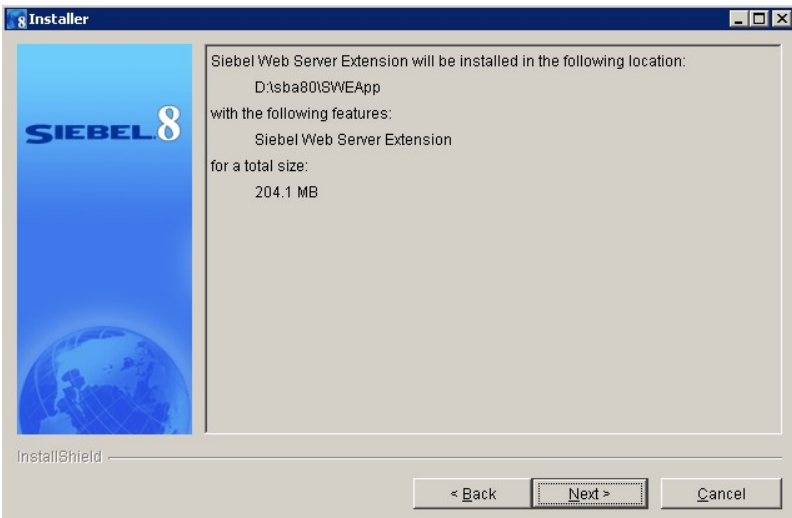 8 Installer
SIEBEL.8
Siebel Web Server Extension will be installed in the following location:
D:\sba80\SWEApp
with the following features:
Siebel Web Server Extension
for a total size:
204.1 MB
InstallShield
< Back
Next >
Cancel